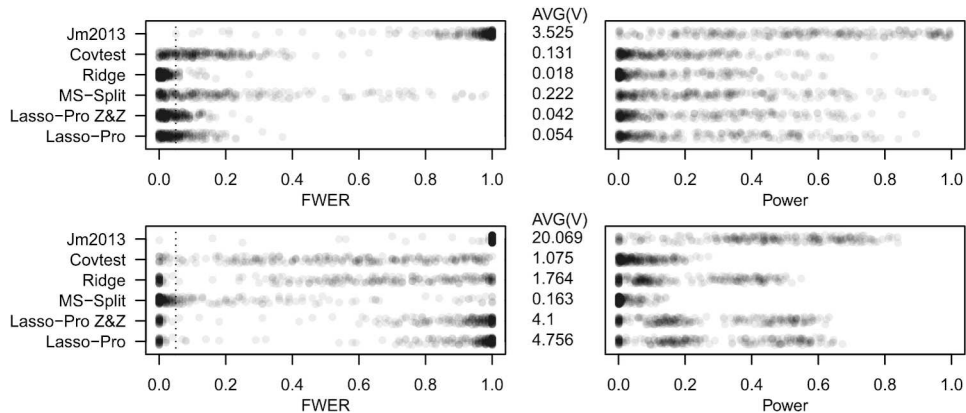 AVG(V)
Jm2013 3.525
Covtest 0.131
Ridge 0.018
MS−Split 0.222
Lasso−Pro Z&Z 0.042
Lasso−Pro 0.054
0.0 0.2 0.4 0.6 0.8 1.0 0.0 0.2 0.4 0.6 0.8 1.0
FWER Power
AVG(V)
Jm2013 20.069
Covtest 1.075
Ridge 1.764
MS−Split 0.163
Lasso−Pro Z&Z 4.1
Lasso−Pro 4.756
0.0 0.2 0.4 0.6 0.8 1.0 0.0 0.2 0.4 0.6 0.8 1.0
FWER Power